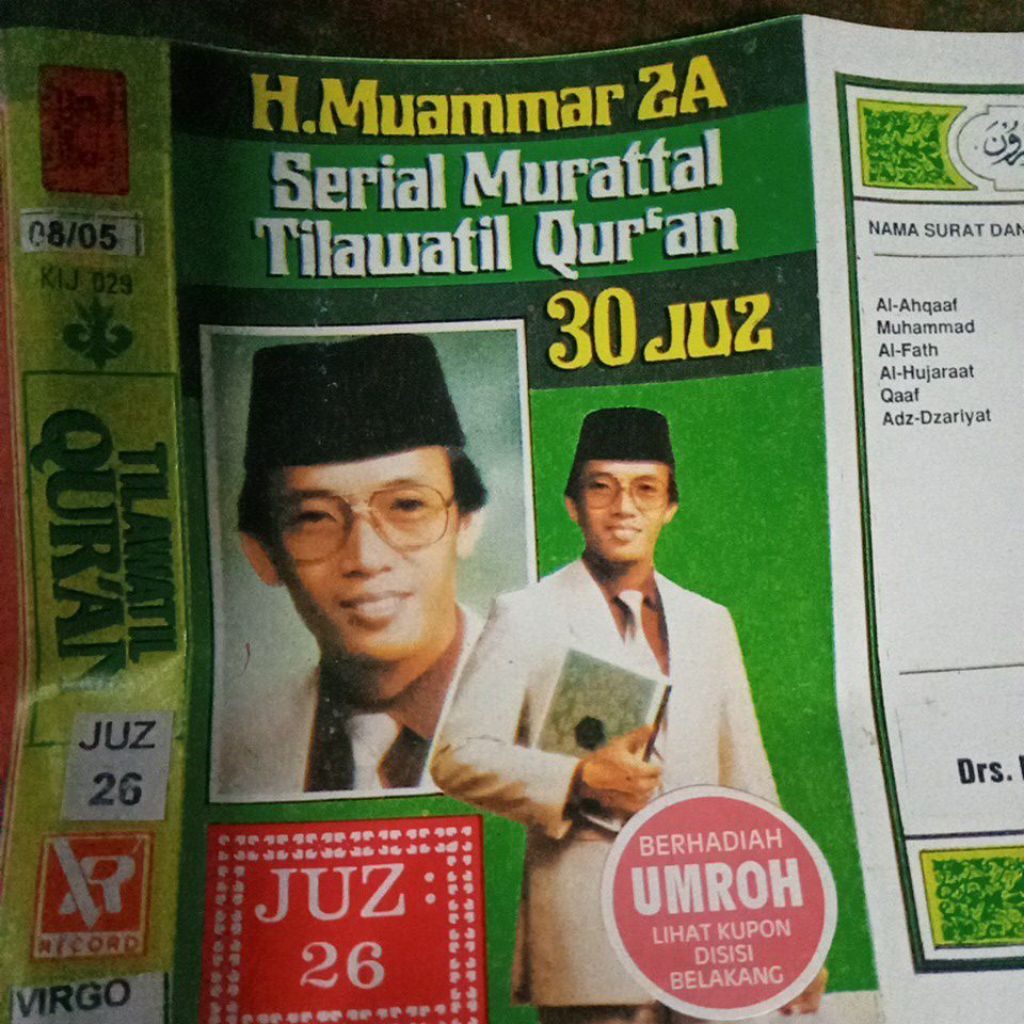 08/05
KIJ 029
TILAWATIL
QURAN
JUZ
26
RECORD
VIRGO
H.Muammar ZA
Serial Murattal
Tilawatil Qur'an
30 JUZ
JUZ :
26
BERHADIAH
UMROH
LIHAT KUPON
DISISI
BELAKANG
NAMA SURAT DAN
Al-Ahqaaf
Muhammad
Al-Fath
Al-Hujaraat
Qaaf
Adz-Dzariyat
Drs.